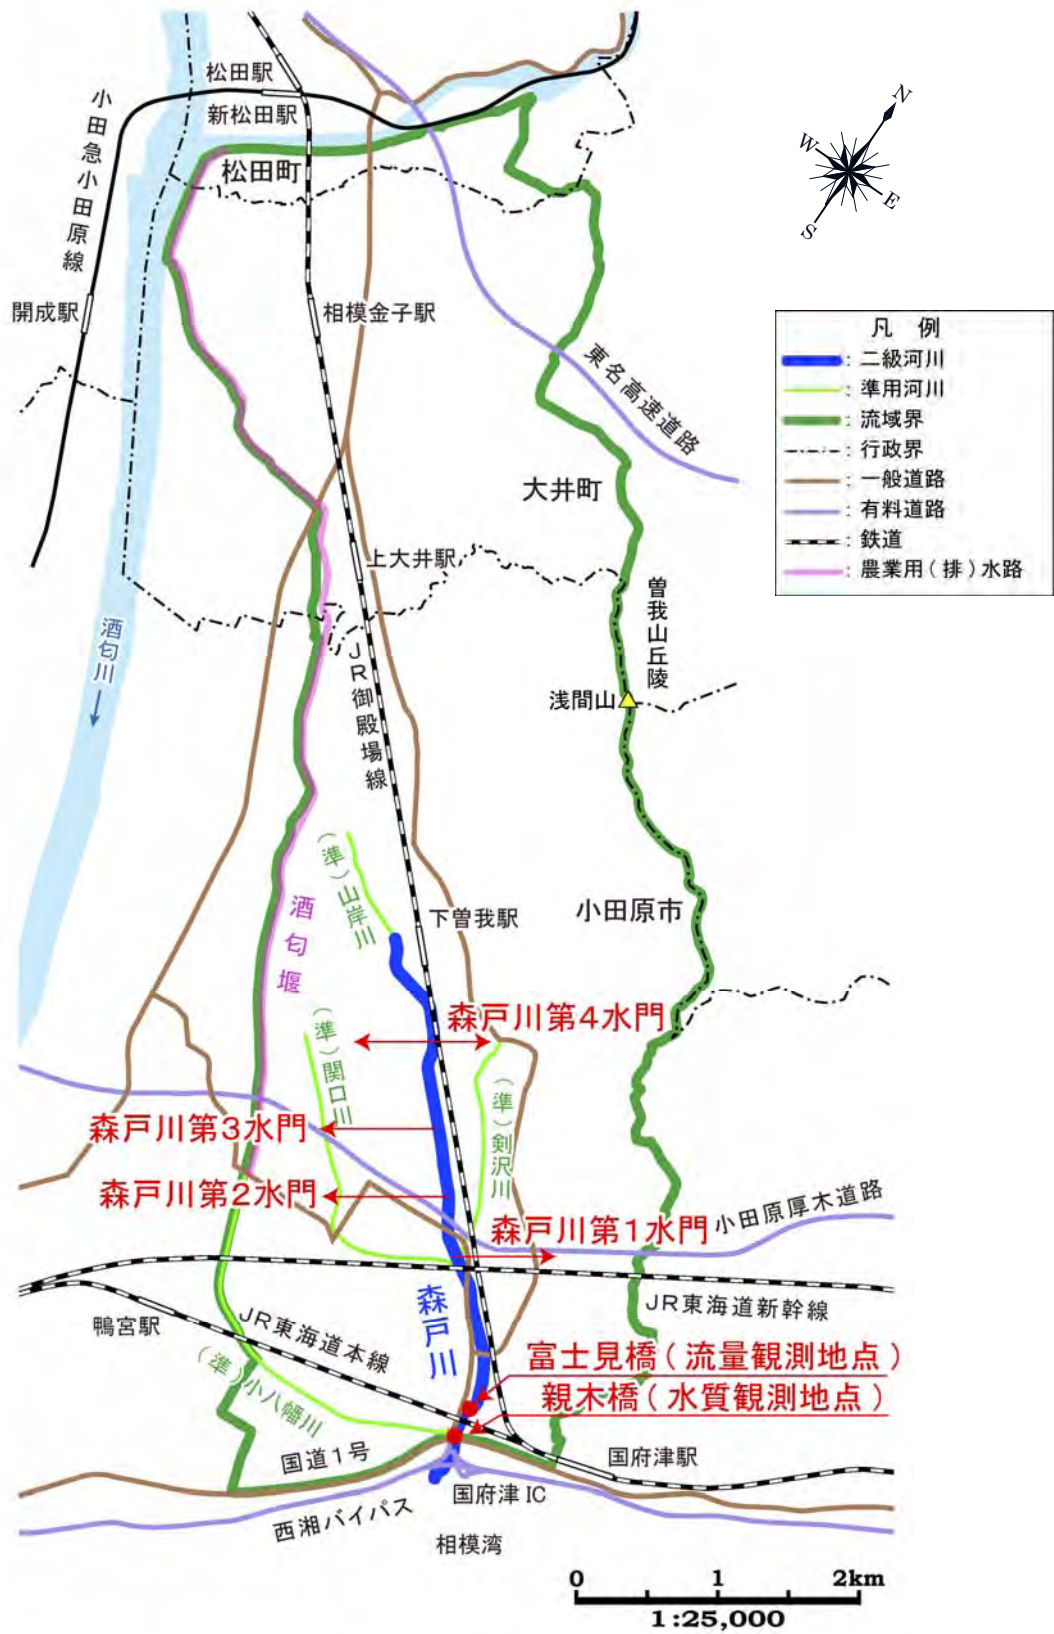 松田駅
新松田駅
小田急小田原線
松田町
N
W
E
S
開成駅
相模金子駅
東名高速道路
凡 例
: 二級河川
: 準用河川
: 流域界
: 行政界
: 一般道路
: 有料道路
: 鉄道
: 農業用(排)水路
大井町
上大井駅
曽我山丘陵
酒匂川
JR御殿場線
浅間山
(準)山岸川
酒匂堰
下曽我駅
小田原市
森戸川第4水門
(準)関口川
(準)剣沢川
森戸川第3水門
森戸川第2水門
森戸川第1水門
小田原厚木道路
森戸川
JR東海道新幹線
鴨宮駅
JR東海道本線
富士見橋(流量観測地点)
(準)小八幡川
親木橋(水質観測地点)
国道1号
国府津駅
国府津IC
西湘バイパス
相模湾
0 1 2km
1:25,000